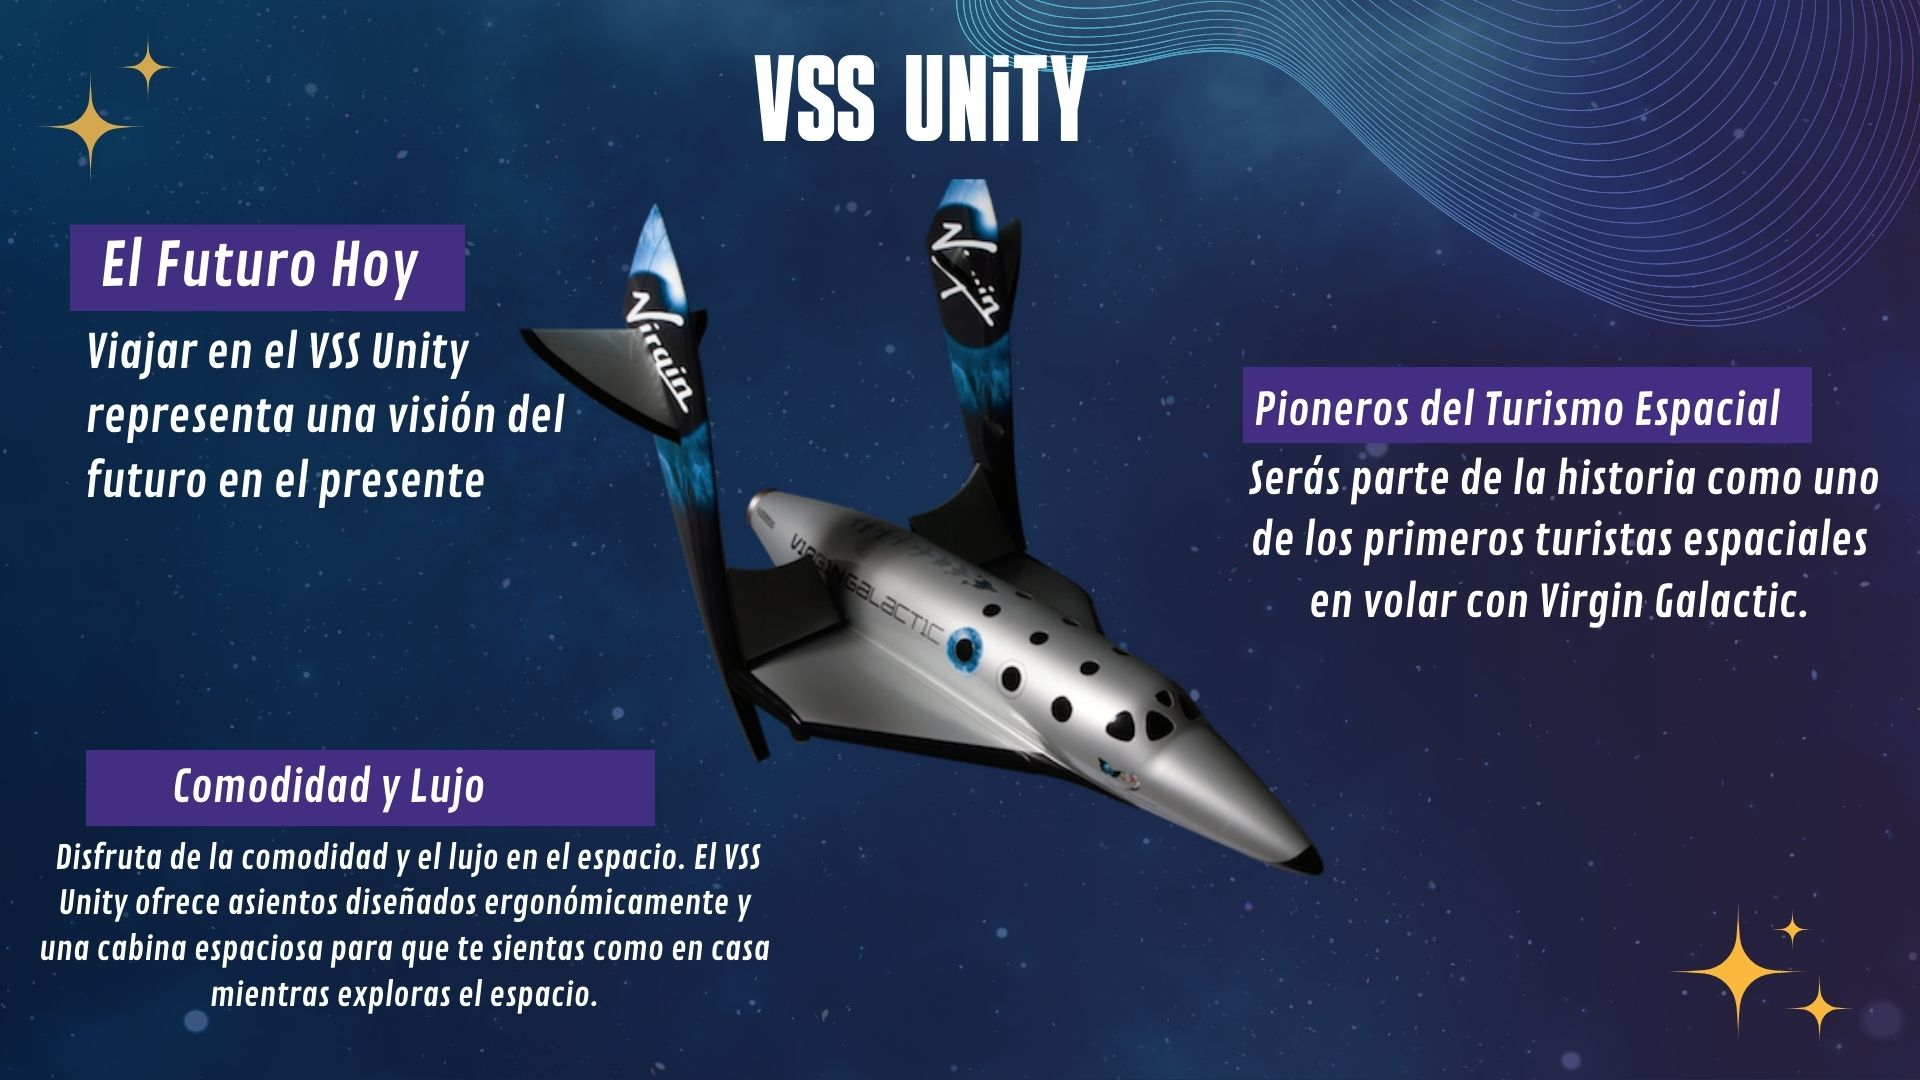 VSS UNiTY
El Futuro Hoy
Viajar en el VSS Unity
representa una visión del
futuro en el presente
Virgin
VIRGIN GALACTIC
Pioneros del Turismo Espacial
Serás parte de la historia como uno
de los primeros turistas espaciales
en volar con Virgin Galactic.
Comodidad y Lujo
Disfruta de la comodidad y el lujo en el espacio. El VSS
Unity ofrece asientos diseñados ergonómicamente y
una cabina espaciosa para que te sientas como en casa
mientras exploras el espacio.